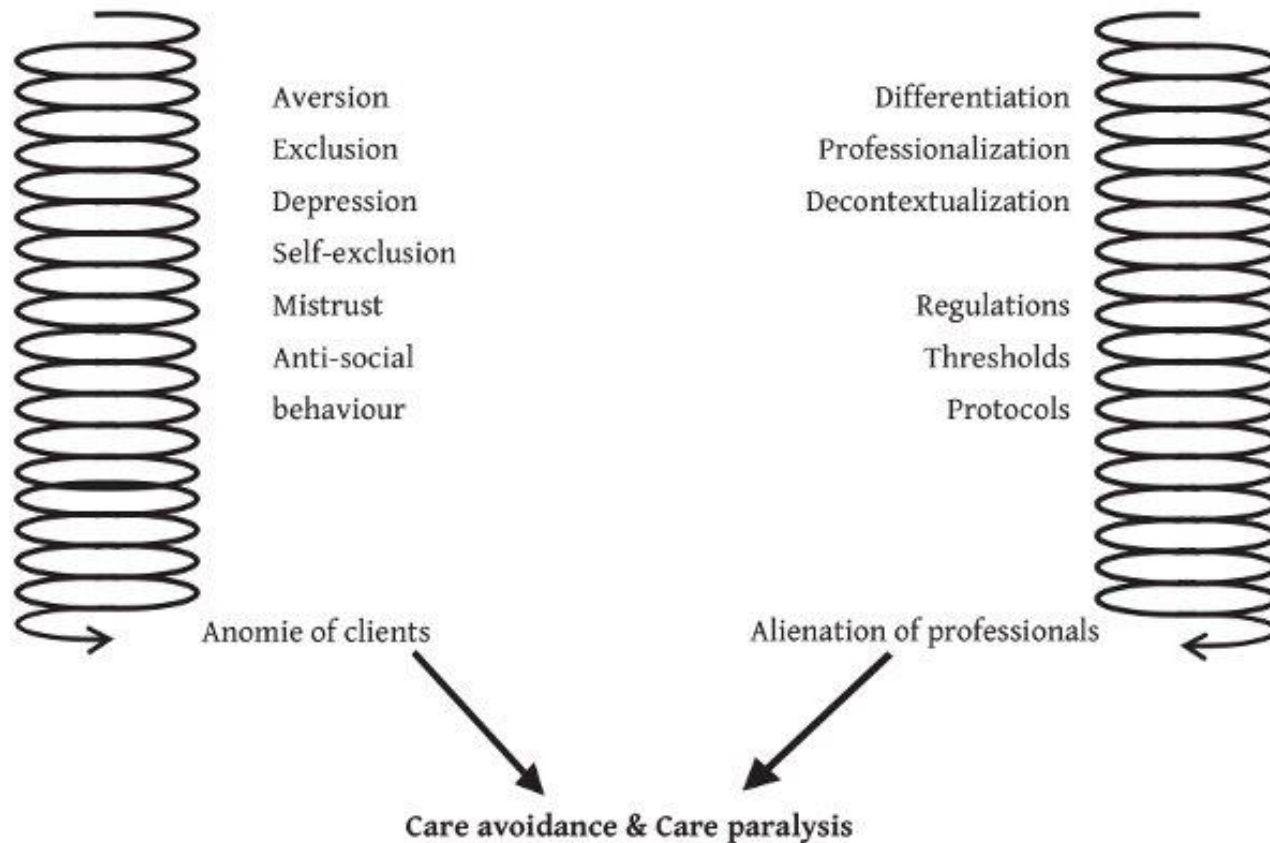 Aversion
Exclusion
Depression
Self-exclusion
Mistrust
Anti-social
behaviour
Differentiation
Professionalization
Decontextualization
Regulations
Thresholds
Protocols
Anomie of clients
Alienation of professionals
Care avoidance & Care paralysis